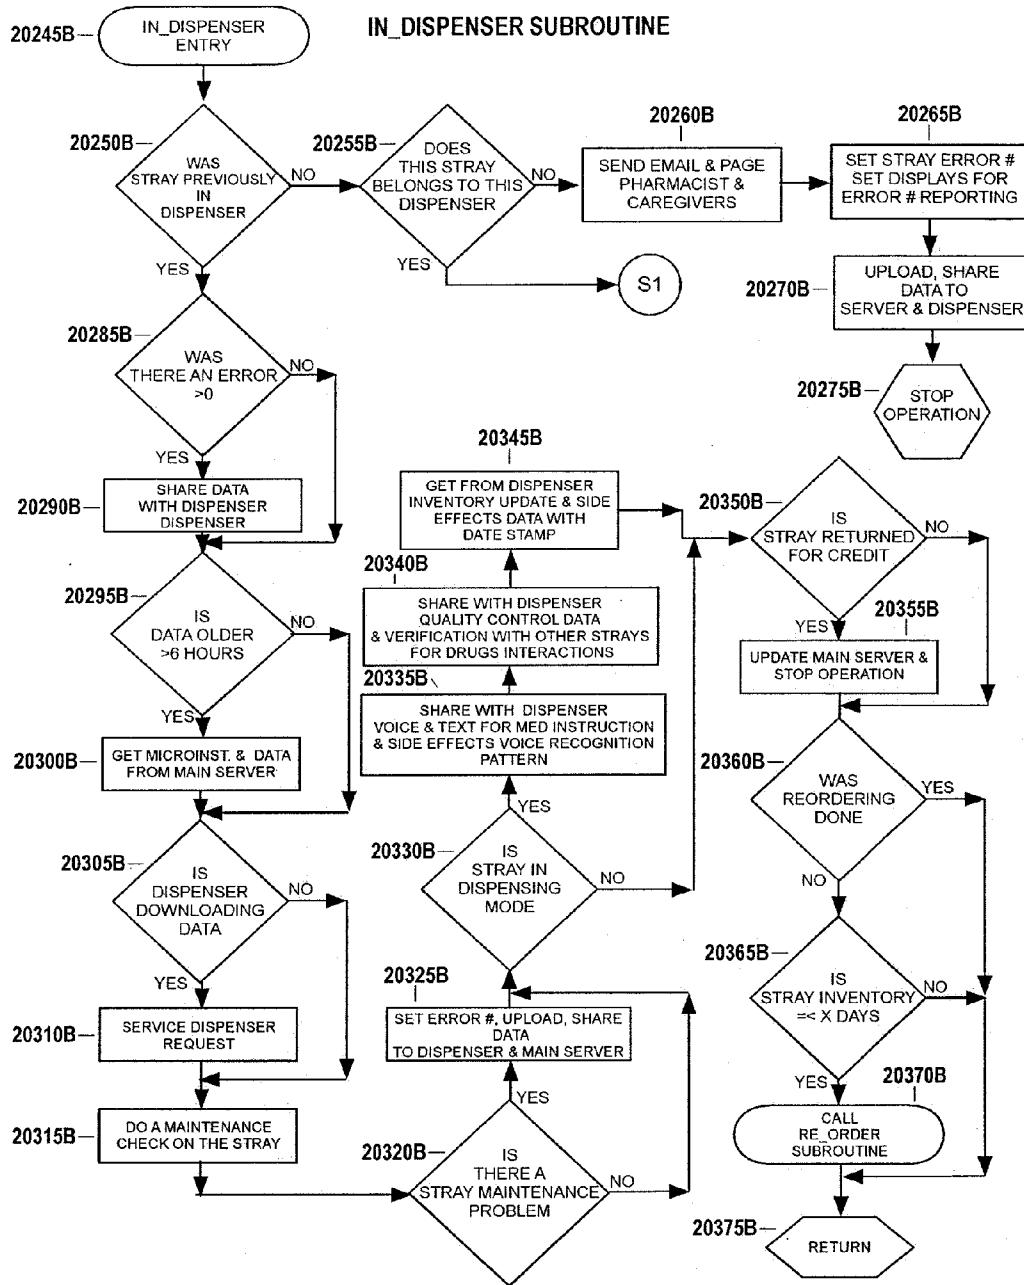 IN_DISPENSER SUBROUTINE
20245B
IN_DISPENSER
ENTRY
20250B
WAS
STRAY PREVIOUSLY
IN
DISPENSER
NO
YES
20255B
DOES
THIS STRAY
BELONGS TO THIS
DISPENSER
NO
YES
S1
20260B
SEND EMAIL & PAGE
PHARMACIST &
CAREGIVERS
20265B
SET STRAY ERROR #
SET DISPLAYS FOR
ERROR # REPORTING
20270B
UPLOAD, SHARE
DATA TO
SERVER & DISPENSER
20275B
STOP
OPERATION
20285B
WAS
THERE AN ERROR
>0
NO
YES
20290B
SHARE DATA
WITH DISPENSER
DISPENSER
20295B
IS
DATA OLDER
>6 HOURS
NO
YES
20300B
GET MICROINST. & DATA
FROM MAIN SERVER
20305B
IS
DISPENSER
DOWNLOADING
DATA
NO
YES
20310B
SERVICE DISPENSER
REQUEST
20315B
DO A MAINTENANCE
CHECK ON THE STRAY
20320B
IS
THERE A
STRAY MAINTENANCE
PROBLEM
NO
YES
20325B
SET ERROR #, UPLOAD, SHARE
DATA
TO DISPENSER & MAIN SERVER
20330B
IS
STRAY IN
DISPENSING
MODE
NO
YES
20335B
SHARE WITH DISPENSER
VOICE & TEXT FOR MED INSTRUCTION
& SIDE EFFECTS VOICE RECOGNITION
PATTERN
20340B
SHARE WITH DISPENSER
QUALITY CONTROL DATA
& VERIFICATION WITH OTHER STRAYS
FOR DRUGS INTERACTIONS
20345B
GET FROM DISPENSER
INVENTORY UPDATE & SIDE
EFFECTS DATA WITH
DATE STAMP
20350B
IS
STRAY RETURNED
FOR CREDIT
NO
YES
20355B
UPDATE MAIN SERVER &
STOP OPERATION
20360B
WAS
REORDERING
DONE
YES
NO
20365B
IS
STRAY INVENTORY
=< X DAYS
NO
YES
20370B
CALL
RE_ORDER
SUBROUTINE
20375B
RETURN